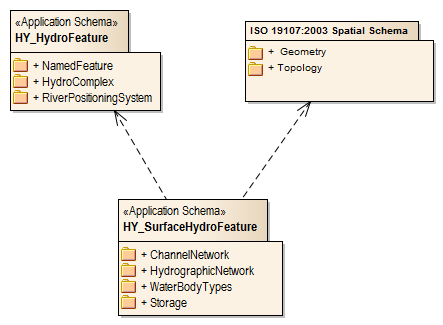 «Application Schema»
HY_HydroFeature
+ NamedFeature
+ HydroComplex
+ RiverPositioningSystem
ISO 19107:2003 Spatial Schema
+ Geometry
+ Topology
«Application Schema»
HY_SurfaceHydroFeature
+ ChannelNetwork
+ HydrographicNetwork
+ WaterBodyTypes
+ Storage